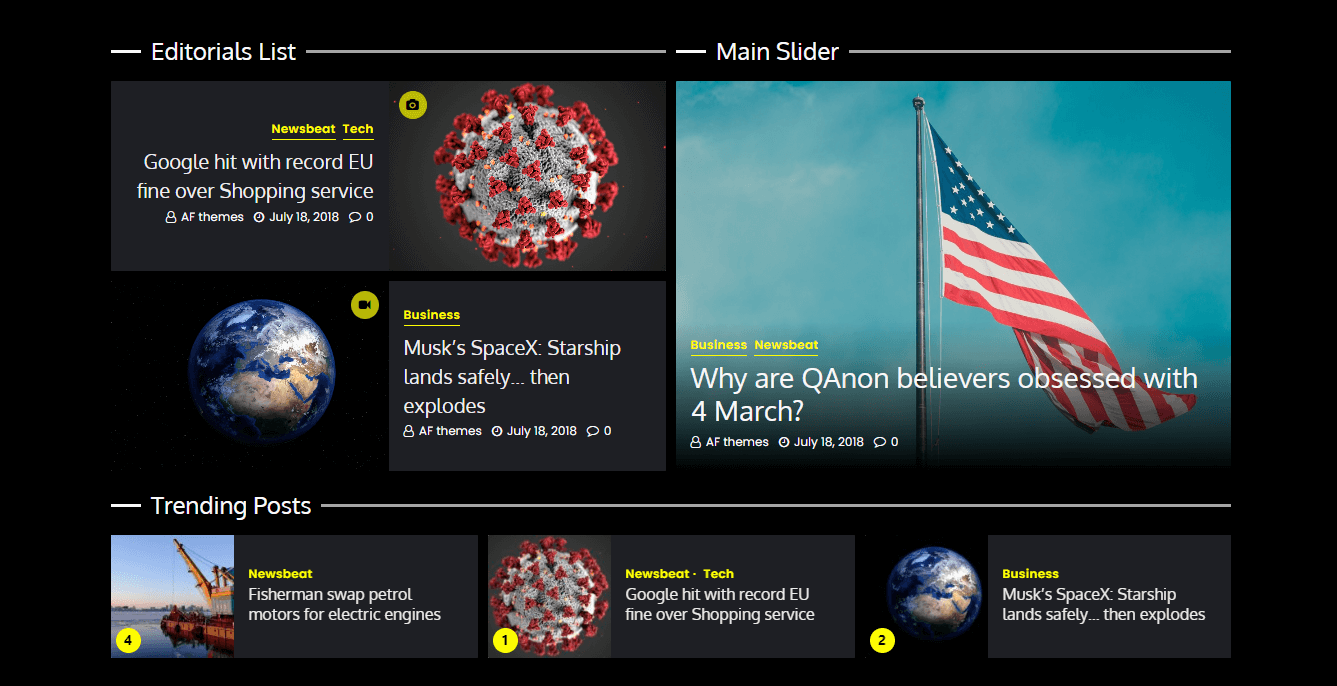 Editorials List
Newsbeat Tech
Google hit with record EU
fine over Shopping service
AF themes July 18, 2018 0
Business
Musk’s SpaceX: Starship
lands safely… then
explodes
AF themes July 18, 2018 0
Main Slider
Business Newsbeat
Why are QAnon believers obsessed with
4 March?
AF themes July 18, 2018 0
Trending Posts
4
Newsbeat
Fisherman swap petrol
motors for electric engines
1
Newsbeat · Tech
Google hit with record EU
fine over Shopping service
2
Business
Musk’s SpaceX: Starship
lands safely… then explodes